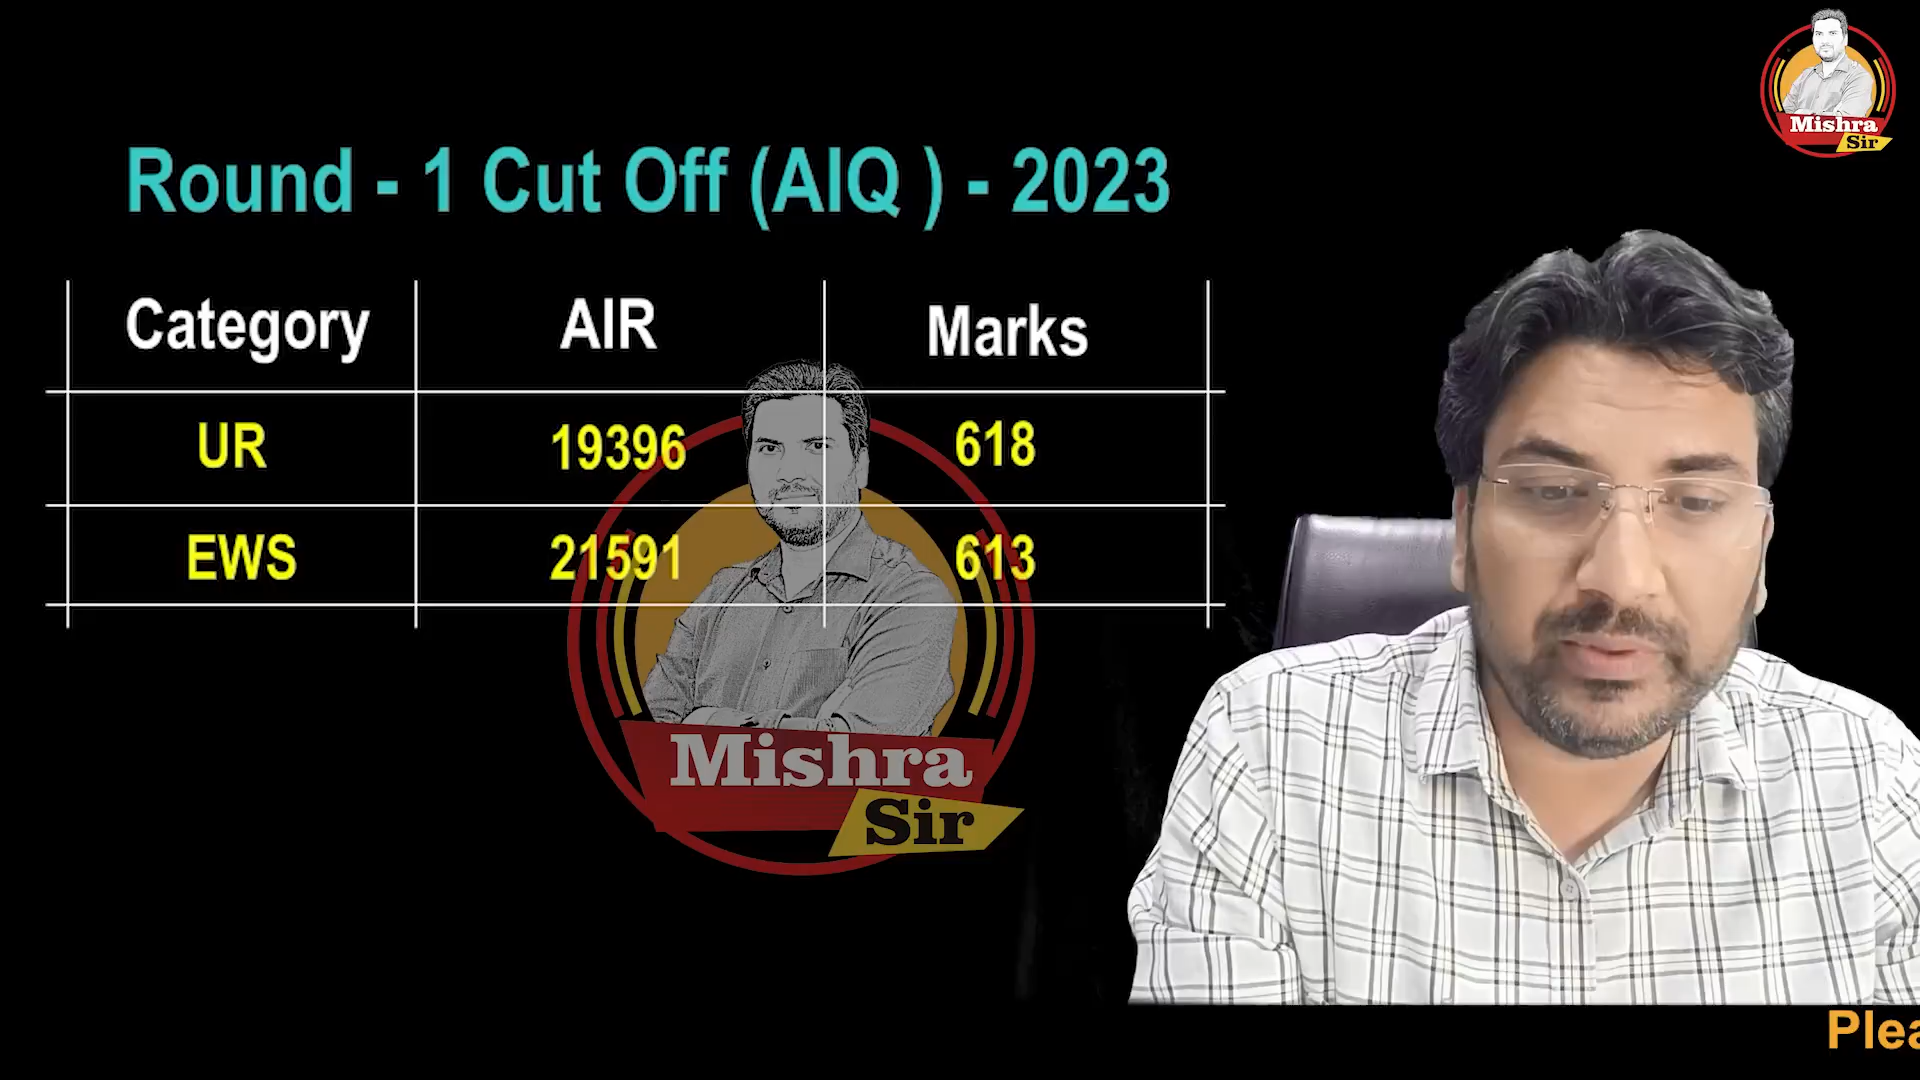 Mishra
Sir
Round - 1 Cut Off (AIQ ) - 2023
Category AIR Marks
UR 19396 618
EWS 21591 613
Mishra
Sir
Plea